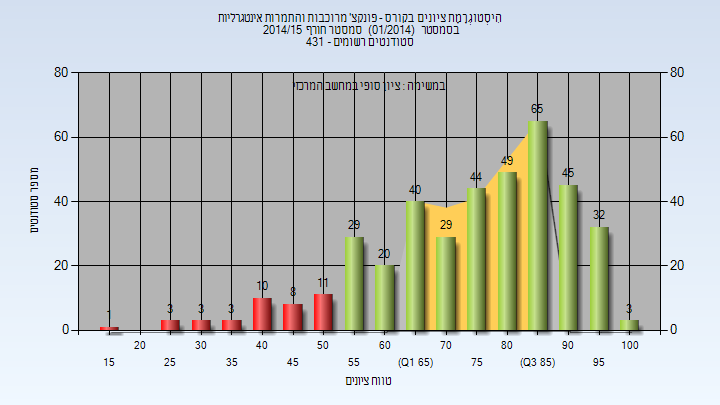 היסטוגרמת ציונים בקורס - פונקצ' מרוכבות והתמרות אינטגרליות
בסמסטר (01/2014) סמסטר חורף 2014/15
סטודנטים רשומים - 431
במשימה : ציון סופי במחשב המרכזי
80 80
60 60
40 40
20 20
0 0
מספר סטודנטים
1 3 3 3 10 8 11 29 20 40 29 44 49 65 45 32 3
20 30 40 50 60 70 80 90 100
15 25 35 45 55 (Q1 65) 75 (Q3 85) 95
טווח ציונים